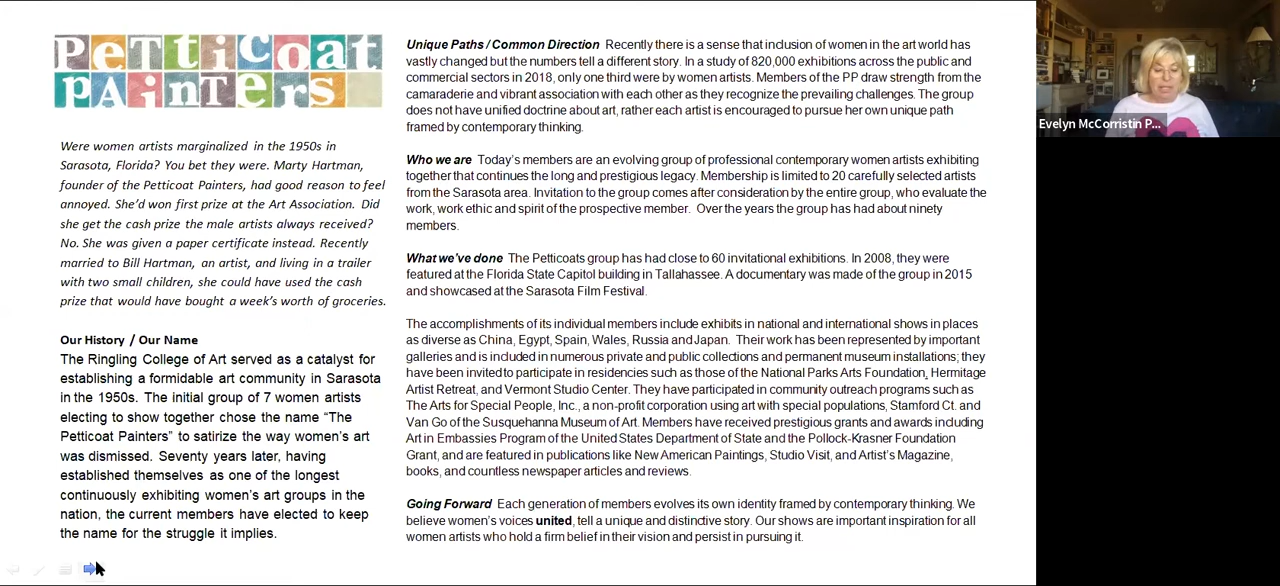 PeTTiCoaT
pAinTers
Were women artists marginalized in the 1950s in
Sarasota, Florida? You bet they were. Marty Hartman,
founder of the Petticoat Painters, had good reason to feel
annoyed. She’d won first prize at the Art Association. Did
she get the cash prize the male artists always received?
No. She was given a paper certificate instead. Recently
married to Bill Hartman, an artist, and living in a trailer
with two small children, she could have used the cash
prize that would have bought a week’s worth of groceries.
Our History / Our Name
The Ringling College of Art served as a catalyst for
establishing a formidable art community in Sarasota
in the 1950s. The initial group of 7 women artists
electing to show together chose the name “The
Petticoat Painters” to satirize the way women’s art
was dismissed. Seventy years later, having
established themselves as one of the longest
continuously exhibiting women’s art groups in the
nation, the current members have elected to keep
the name for the struggle it implies.
Unique Paths / Common Direction Recently there is a sense that inclusion of women in the art world has
vastly changed but the numbers tell a different story. In a study of 820,000 exhibitions across the public and
commercial sectors in 2018, only one third were by women artists. Members of the PP draw strength from the
camaraderie and vibrant association with each other as they recognize the prevailing challenges. The group
does not have unified doctrine about art, rather each artist is encouraged to pursue her own unique path
framed by contemporary thinking.
Who we are Today’s members are an evolving group of professional contemporary women artists exhibiting
together that continues the long and prestigious legacy. Membership is limited to 20 carefully selected artists
from the Sarasota area. Invitation to the group comes after consideration by the entire group, who evaluate the
work, work ethic and spirit of the prospective member. Over the years the group has had about ninety
members.
What we’ve done The Petticoats group has had close to 60 invitational exhibitions. In 2008, they were
featured at the Florida State Capitol building in Tallahassee. A documentary was made of the group in 2015
and showcased at the Sarasota Film Festival.
The accomplishments of its individual members include exhibits in national and international shows in places
as diverse as China, Egypt, Spain, Wales, Russia and Japan. Their work has been represented by important
galleries and is included in numerous private and public collections and permanent museum installations; they
have been invited to participate in residencies such as those of the National Parks Arts Foundation, Hermitage
Artist Retreat, and Vermont Studio Center. They have participated in community outreach programs such as
The Arts for Special People, Inc., a non-profit corporation using art with special populations, Stamford Ct. and
Van Go of the Susquehanna Museum of Art. Members have received prestigious grants and awards including
Art in Embassies Program of the United States Department of State and the Pollock-Krasner Foundation
Grant, and are featured in publications like New American Paintings, Studio Visit, and Artist’s Magazine,
books, and countless newspaper articles and reviews.
Going Forward Each generation of members evolves its own identity framed by contemporary thinking. We
believe women’s voices united, tell a unique and distinctive story. Our shows are important inspiration for all
women artists who hold a firm belief in their vision and persist in pursuing it.
Evelyn McCorristin P...